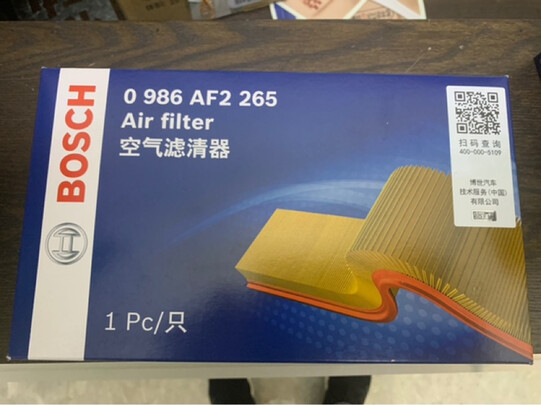 BOSCH
0 986 AF2 265
Air filter
空气滤清器
1 Pc/只
扫码查询
400-000-5109
博世汽车
技术服务(中国)
有限公司